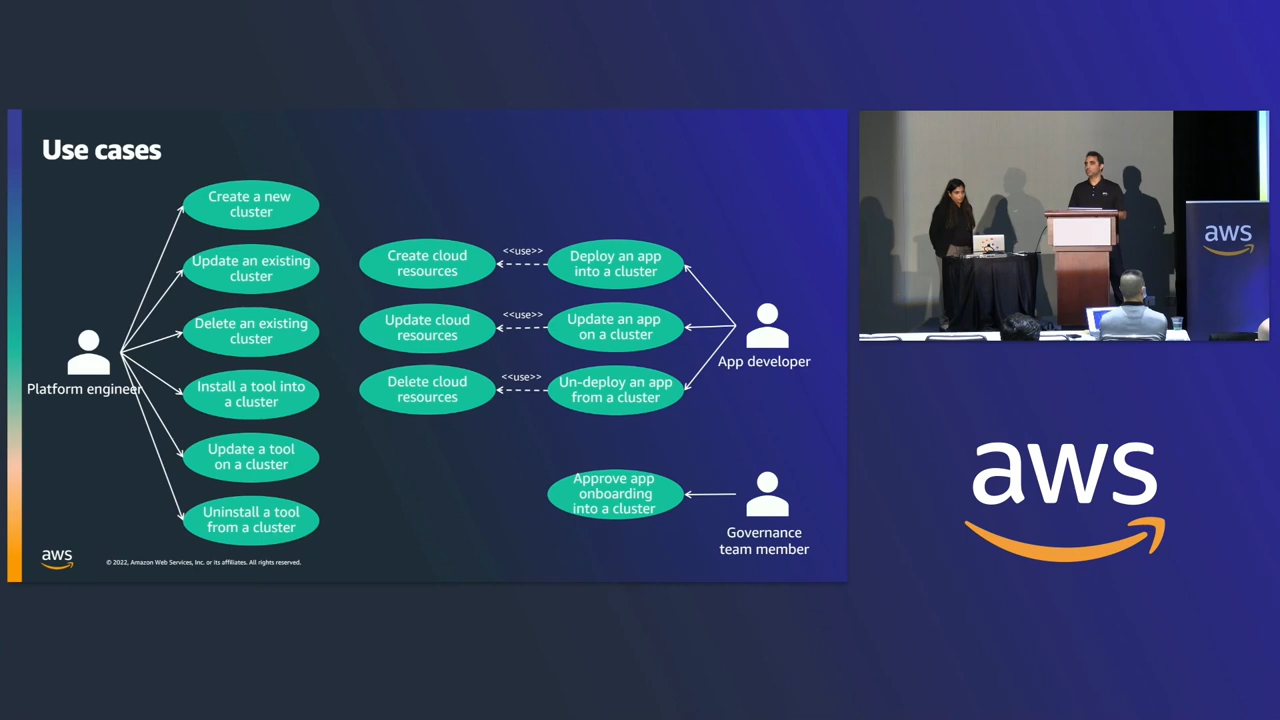 Use cases
Create a new
cluster
Update an existing
cluster
Delete an existing
cluster
Install a tool into
a cluster
Update a tool
on a cluster
Uninstall a tool
from a cluster
Platform engineer
Create cloud
resources
Update cloud
resources
Delete cloud
resources
<<use>>
<<use>>
<<use>>
Deploy an app
into a cluster
Update an app
on a cluster
Un-deploy an app
from a cluster
App developer
Approve app
onboarding
into a cluster
Governance
team member
aws
© 2022, Amazon Web Services, Inc. or its affiliates. All rights reserved.
aws
aws